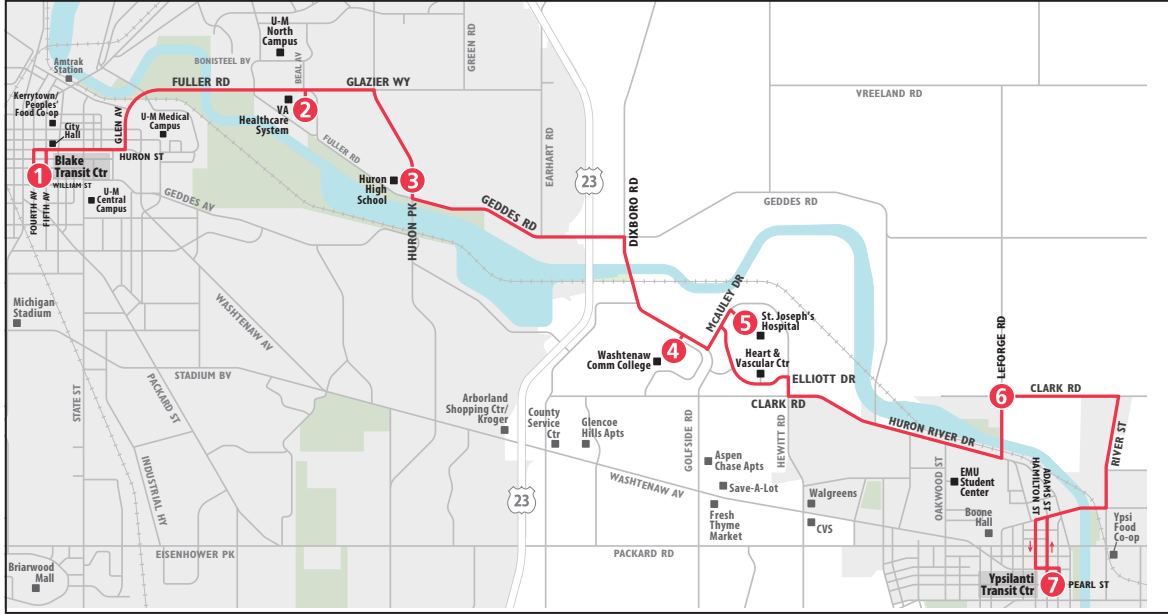 U-M
North
Campus
GREEN RD
BONISTEEL BV
BEAL AV
Amtrak
Station
FULLER RD
GLAZIER WY
VREELAND RD
Kerrytown/
Peoples'
Food Co-op
GLEN AV
U-M Medical
Campus
2
VA
Healthcare
System
City
Hall
FULLER RD
EARHART RD
HURON ST
1
Blake
Transit Ctr
WILLIAM ST
Huron
High
School
3
23
DIXBORO RD
U-M
Central
Campus
GEDDES AV
FOURTH AV
FIFTH AV
GEDDES RD
GEDDES RD
HURON PK
Michigan
Stadium
WASHTENAW AV
MCAULEY DR
5
St. Joseph's
Hospital
4
Washtenaw
Comm College
Heart &
Vascular Ctr
LEFORGE RD
STADIUM BV
ELLIOTT DR
STATE ST
PACKARD ST
Arborland
Shopping Ctr/
Kroger
County
Service
Ctr
Glencoe
Hills Apts
CLARK RD
6
CLARK RD
GOLFSIDE RD
HEWITT RD
HURON RIVER DR
RIVER ST
INDUSTRIAL HY
Aspen
Chase Apts
OAKWOOD ST
EMU
Student
Center
HAMILTON ST
ADAMS ST
23
WASHTENAW AV
Save-A-Lot
Walgreens
Fresh
Thyme
Market
CVS
Boone
Hall
Ypsi
Food
Co-op
EISENHOWER PK
PACKARD RD
Briarwood
Mall
Ypsilanti
Transit Ctr
7
PEARL ST